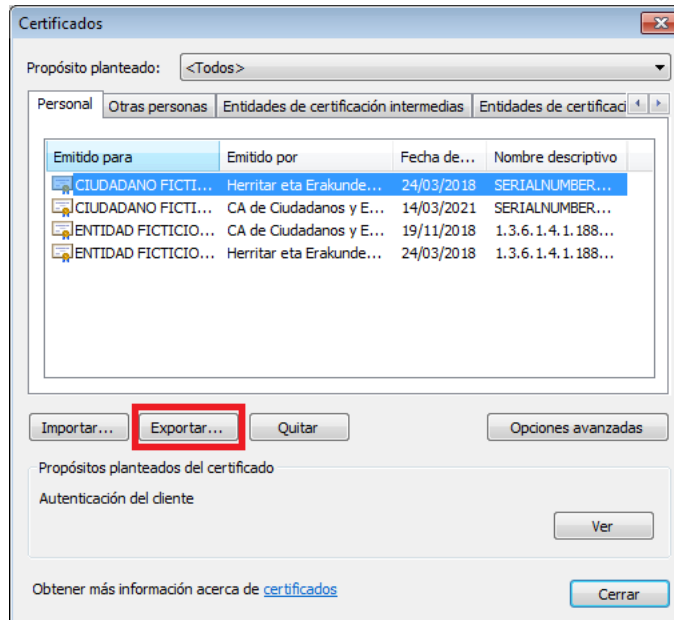 Certificados
Propósito planteado: <Todos>
Personal Otras personas Entidades de certificación intermedias Entidades de certificaci
Emitido para Emitido por Fecha de... Nombre descriptivo
CIUDADANO FICTI... Herritar eta Erakunde... 24/03/2018 SERIALNUMBER...
CIUDADANO FICTI... CA de Ciudadanos y E... 14/03/2021 SERIALNUMBER...
ENTIDAD FICTICIO... CA de Ciudadanos y E... 19/11/2018 1.3.6.1.4.1.188...
ENTIDAD FICTICIO... Herritar eta Erakunde... 24/03/2018 1.3.6.1.4.1.188...
Importar... Exportar... Quitar Opciones avanzadas
Propósitos planteados del certificado
Autenticación del cliente
Ver
Obtener más información acerca de certificados
Cerrar